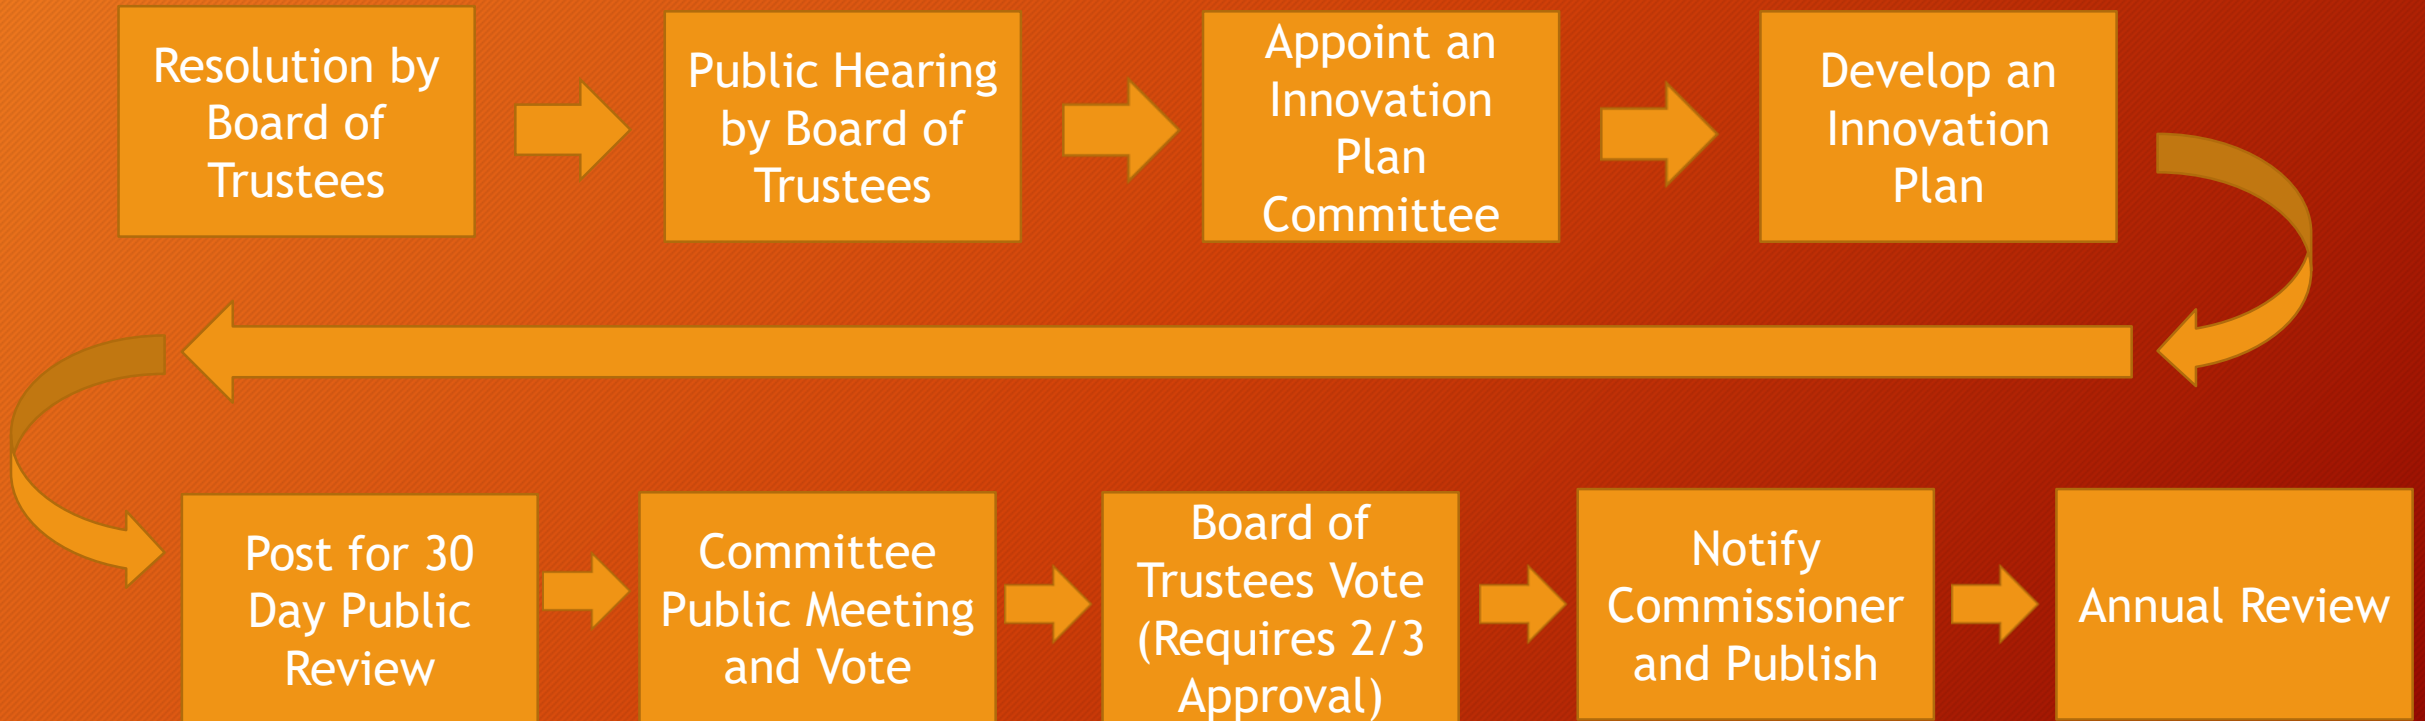 Resolution by
Board of
Trustees
Public Hearing
by Board of
Trustees
Appoint an
Innovation
Plan
Committee
Develop an
Innovation
Plan
Post for 30
Day Public
Review
Committee
Public Meeting
and Vote
Board of
Trustees Vote
(Requires 2/3
Approval)
Notify
Commissioner
and Publish
Annual Review